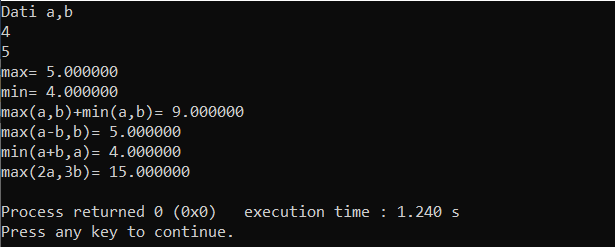 Dati a,b
4
5
max= 5.000000
min= 4.000000
max(a,b)+min(a,b)= 9.000000
max(a-b,b)= 5.000000
min(a+b,a)= 4.000000
max(2a,3b)= 15.000000
Process returned 0 (0x0)   execution time : 1.240 s
Press any key to continue.